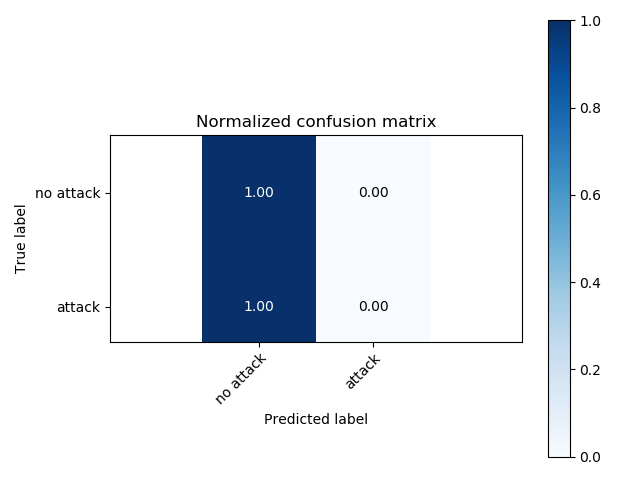 Normalized confusion matrix
True label
no attack
attack
1.00
0.00
1.00
0.00
no attack
attack
Predicted label
1.0
0.8
0.6
0.4
0.2
0.0